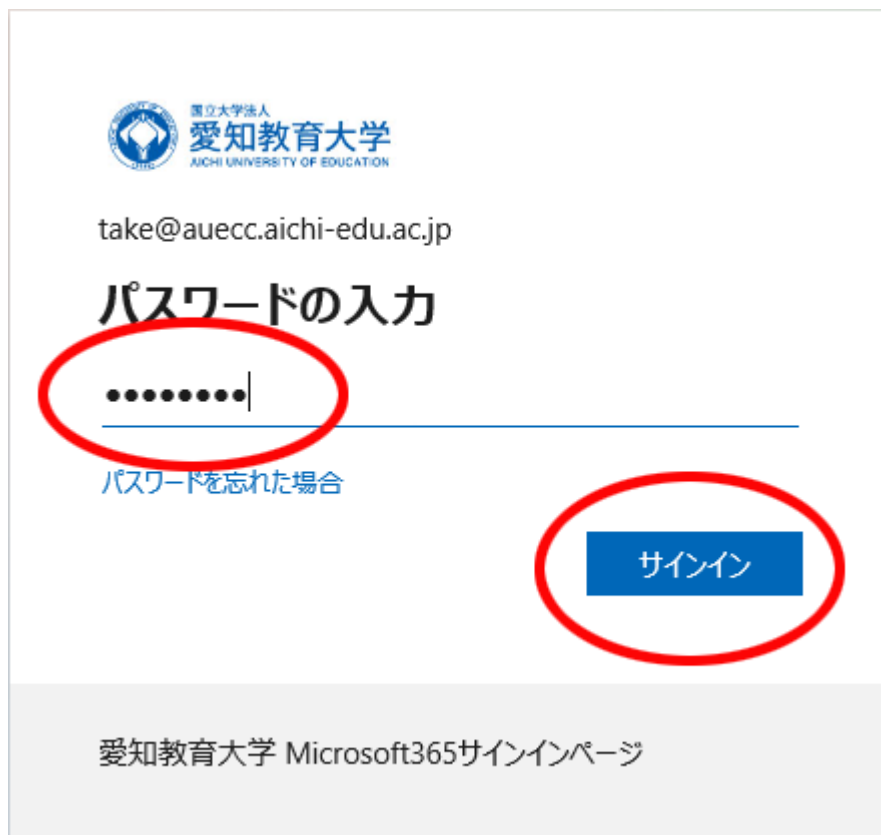 国立大学法人
愛知教育大学
AICHI UNIVERSITY OF EDUCATION
take@auecc.aichi-edu.ac.jp
パスワードの入力
••••••••
パスワードを忘れた場合
サインイン
愛知教育大学 Microsoft365サインインページ